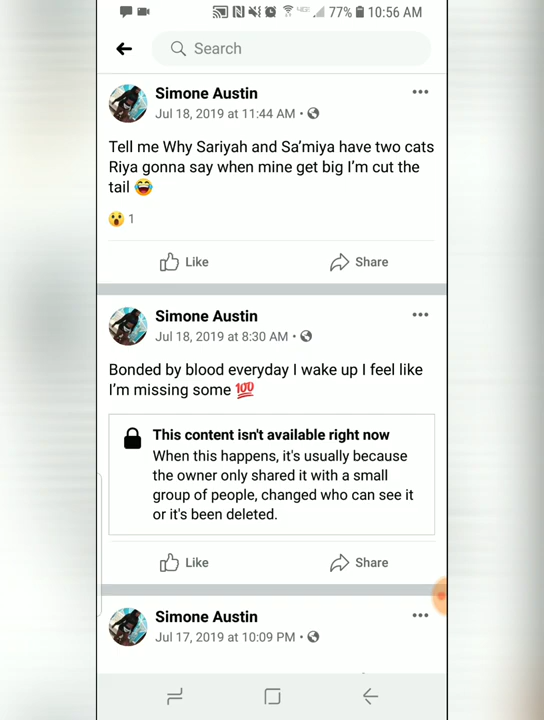 77% 10:56 AM
Search
Simone Austin
Jul 18, 2019 at 11:44 AM •
Tell me Why Sariyah and Sa’miya have two cats
Riya gonna say when mine get big I’m cut the
tail 😂
😮 1
Like Share
Simone Austin
Jul 18, 2019 at 8:30 AM •
Bonded by blood everyday I wake up I feel like
I’m missing some 💯
This content isn't available right now
When this happens, it's usually because
the owner only shared it with a small
group of people, changed who can see it
or it's been deleted.
Like Share
Simone Austin
Jul 17, 2019 at 10:09 PM •